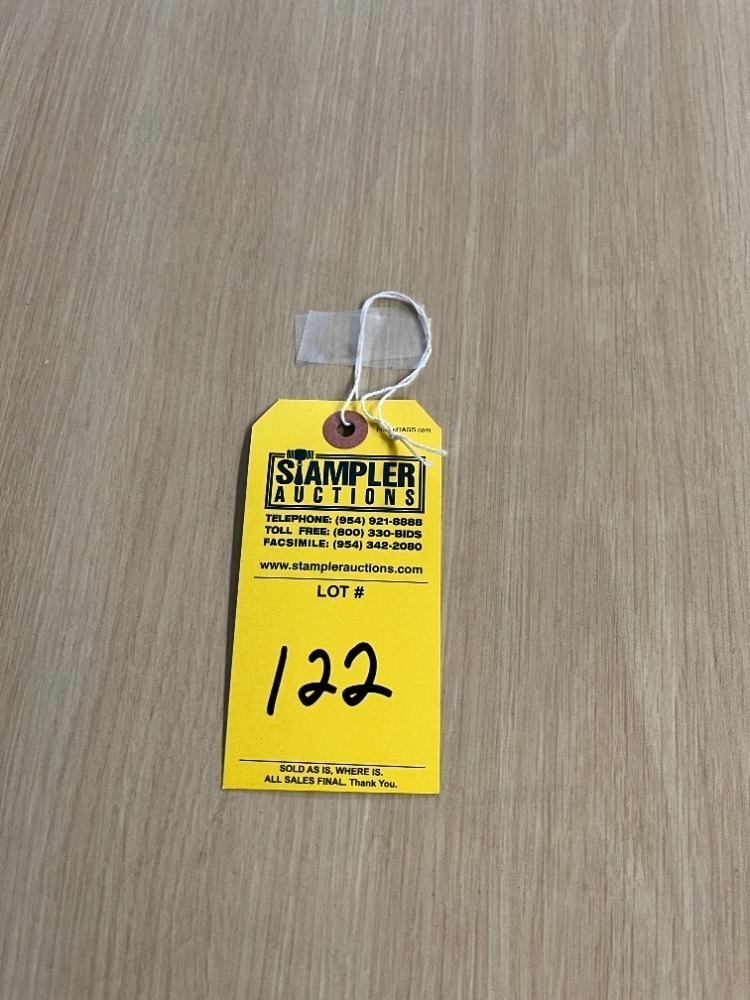 STAMPLER
AUCTIONS
TELEPHONE: (954) 921-8888
TOLL FREE: (800) 330-BIDS
FACSIMILE: (954) 342-2080
www.stamplerauctions.com
LOT #
122
SOLD AS IS, WHERE IS.
ALL SALES FINAL. Thank You.